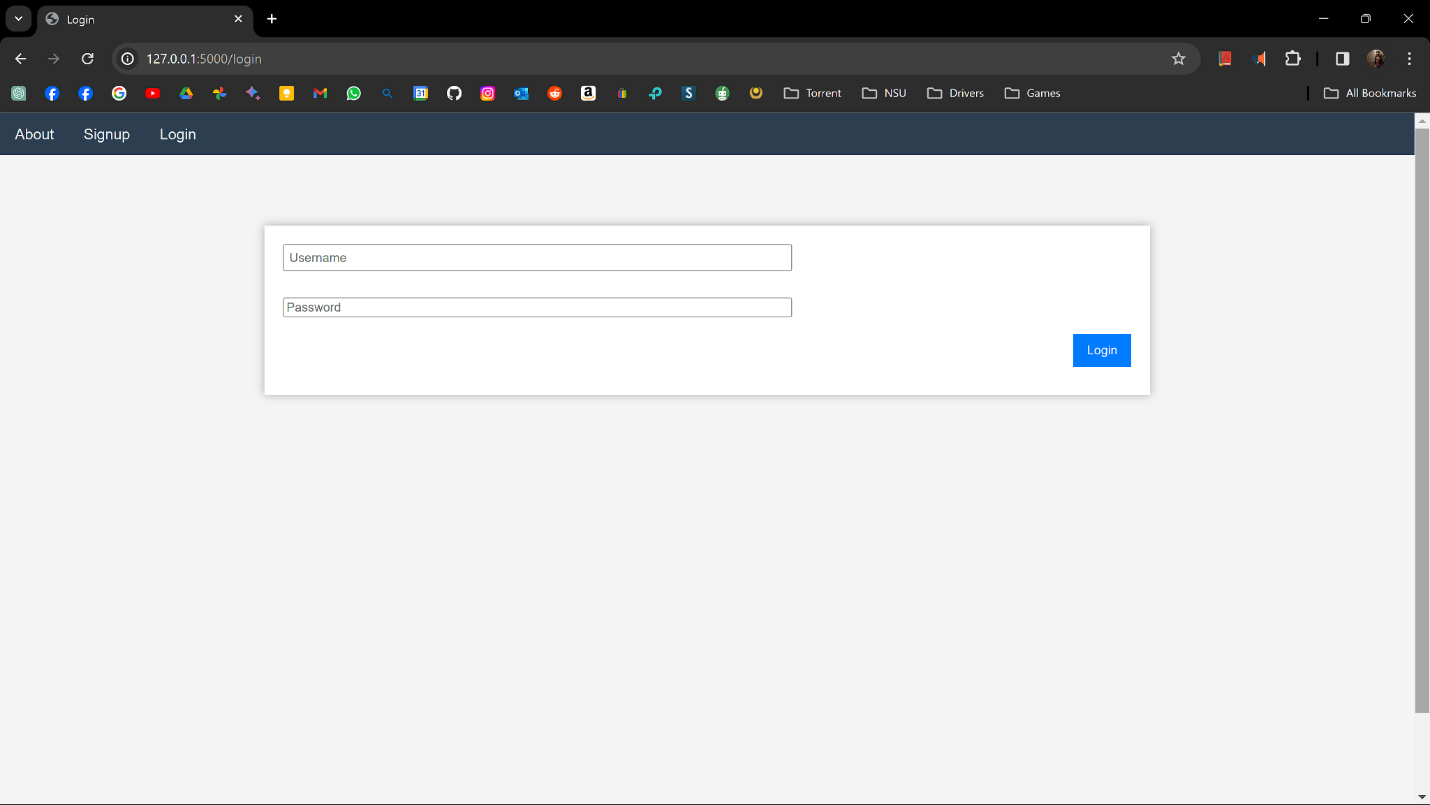 Login
127.0.0.1:5000/login
31 a S Torrent NSU Drivers Games All Bookmarks
About Signup Login
Username
Password
Login